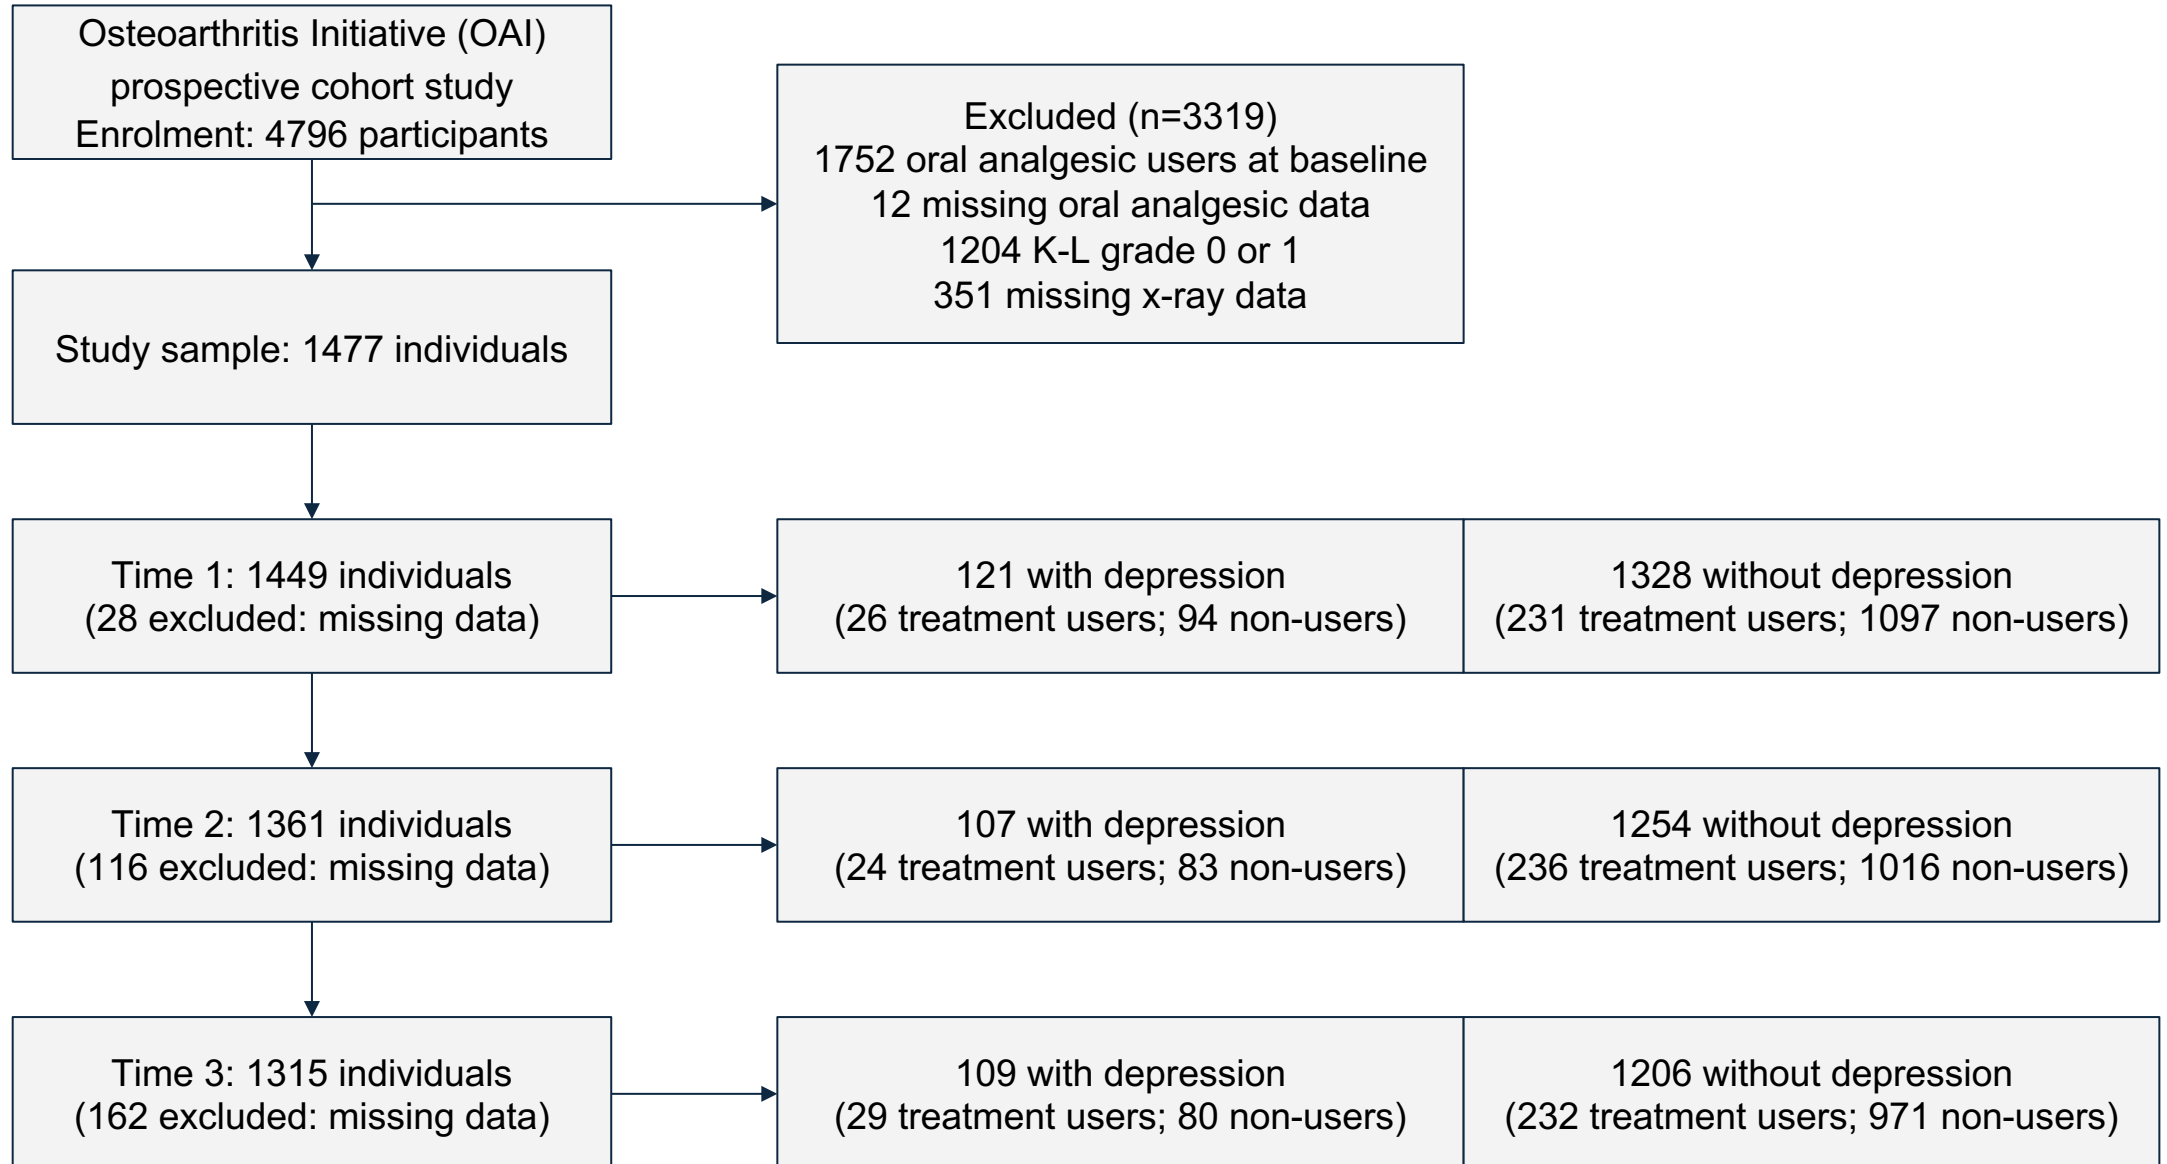 Osteoarthritis Initiative (OAI)
prospective cohort study
Enrolment: 4796 participants
Excluded (n=3319)
1752 oral analgesic users at baseline
12 missing oral analgesic data
1204 K-L grade 0 or 1
351 missing x-ray data
Study sample: 1477 individuals
Time 1: 1449 individuals
(28 excluded: missing data)
121 with depression
(26 treatment users; 94 non-users)
1328 without depression
(231 treatment users; 1097 non-users)
Time 2: 1361 individuals
(116 excluded: missing data)
107 with depression
(24 treatment users; 83 non-users)
1254 without depression
(236 treatment users; 1016 non-users)
Time 3: 1315 individuals
(162 excluded: missing data)
109 with depression
(29 treatment users; 80 non-users)
1206 without depression
(232 treatment users; 971 non-users)